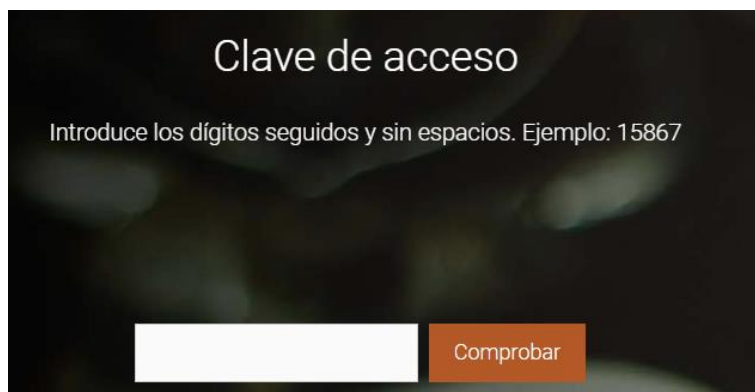 Clave de acceso
Introduce los dígitos seguidos y sin espacios. Ejemplo: 15867
Comprobar